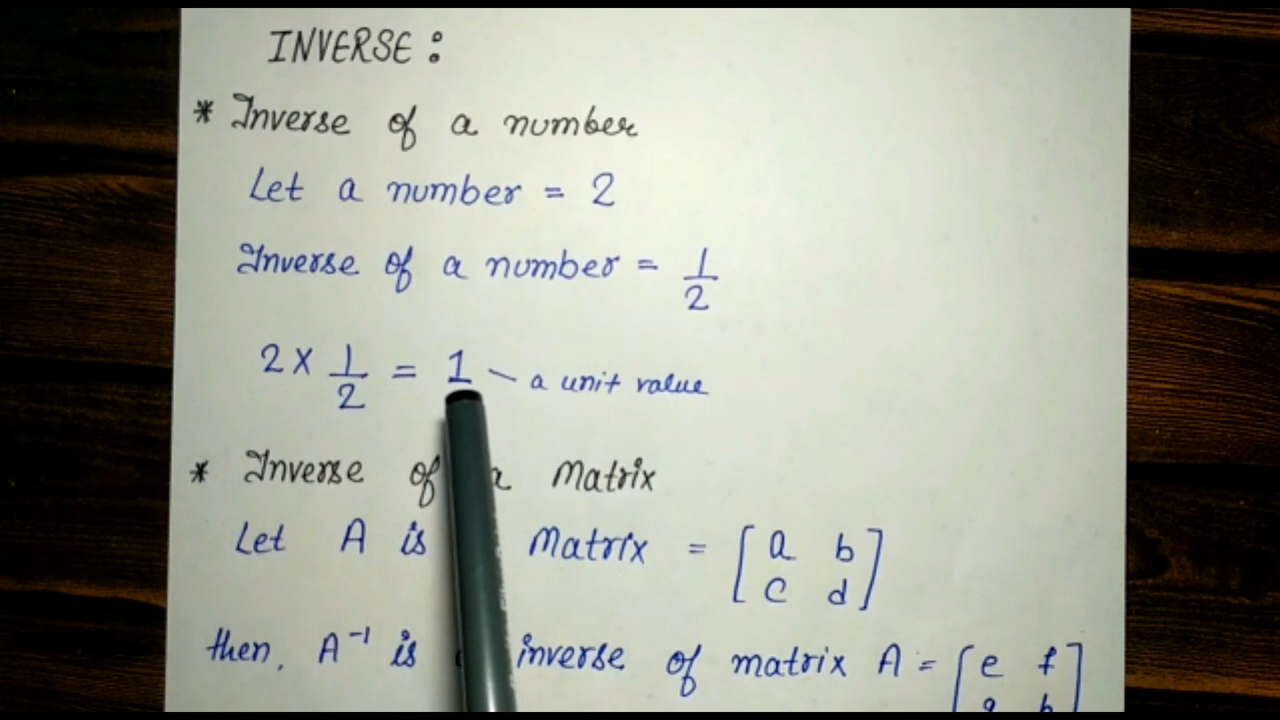 INVERSE :
* Inverse of a number
Let a number = 2
Inverse of a number = 1/2
2 × 1/2 = 1 — a unit value
* Inverse of a Matrix
Let A is Matrix = [a b
c d]
then, A⁻¹ is inverse of matrix A = [e f